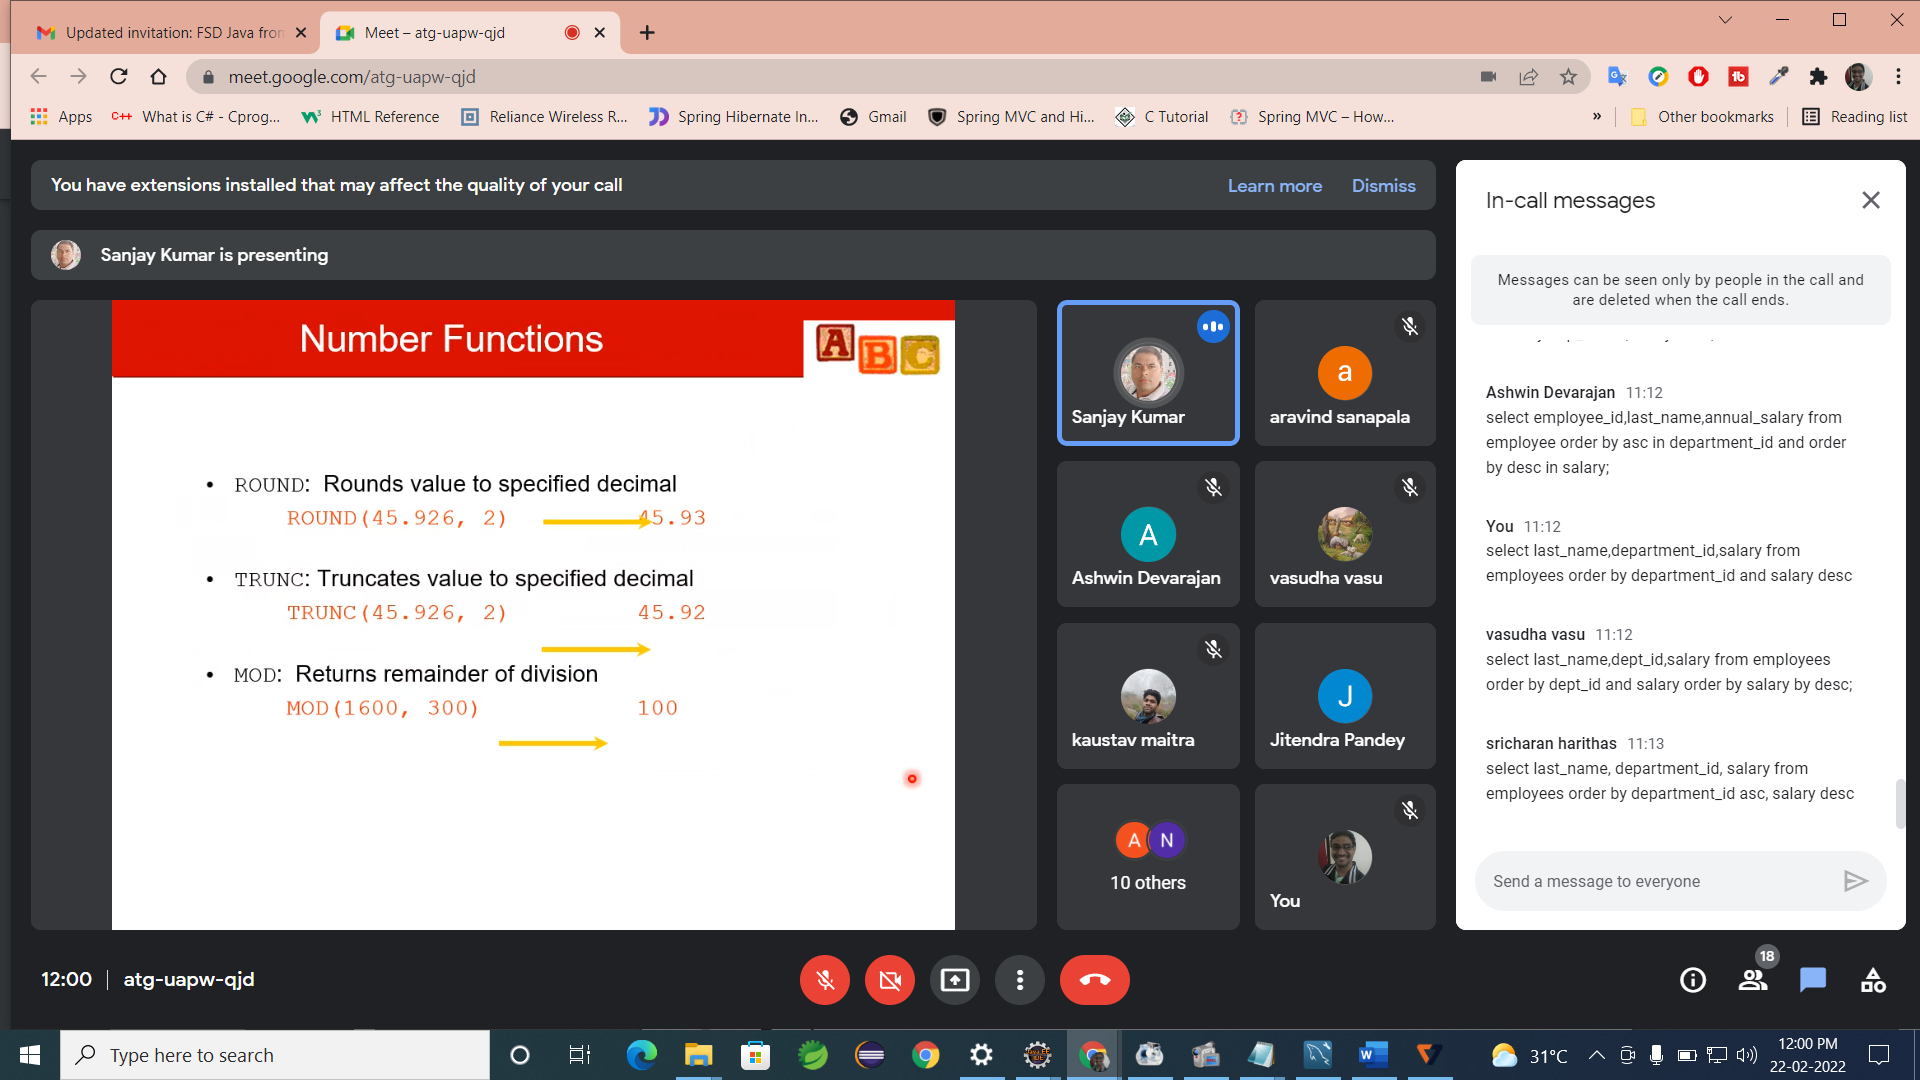 Updated invitation: FSD Java fron
Meet – atg-uapw-qjd
meet.google.com/atg-uapw-qjd
Apps
What is C# - Cprog...
HTML Reference
Reliance Wireless R...
Spring Hibernate In...
Gmail
Spring MVC and Hi...
C Tutorial
Spring MVC – How...
»
Other bookmarks
Reading list
You have extensions installed that may affect the quality of your call
Learn more
Dismiss
Sanjay Kumar is presenting
Number Functions
A B C
• ROUND: Rounds value to specified decimal
ROUND(45.926, 2) 45.93
• TRUNC: Truncates value to specified decimal
TRUNC(45.926, 2) 45.92
• MOD: Returns remainder of division
MOD(1600, 300) 100
Sanjay Kumar
a
aravind sanapala
A
Ashwin Devarajan
vasudha vasu
kaustav maitra
J
Jitendra Pandey
A N
10 others
You
In-call messages
Messages can be seen only by people in the call and
are deleted when the call ends.
Ashwin Devarajan 11:12
select employee_id,last_name,annual_salary from
employee order by asc in department_id and order
by desc in salary;
You 11:12
select last_name,department_id,salary from
employees order by department_id and salary desc
vasudha vasu 11:12
select last_name,dept_id,salary from employees
order by dept_id and salary order by salary by desc;
sricharan harithas 11:13
select last_name, department_id, salary from
employees order by department_id asc, salary desc
Send a message to everyone
12:00 | atg-uapw-qjd
18
Type here to search
31°C
12:00 PM
22-02-2022